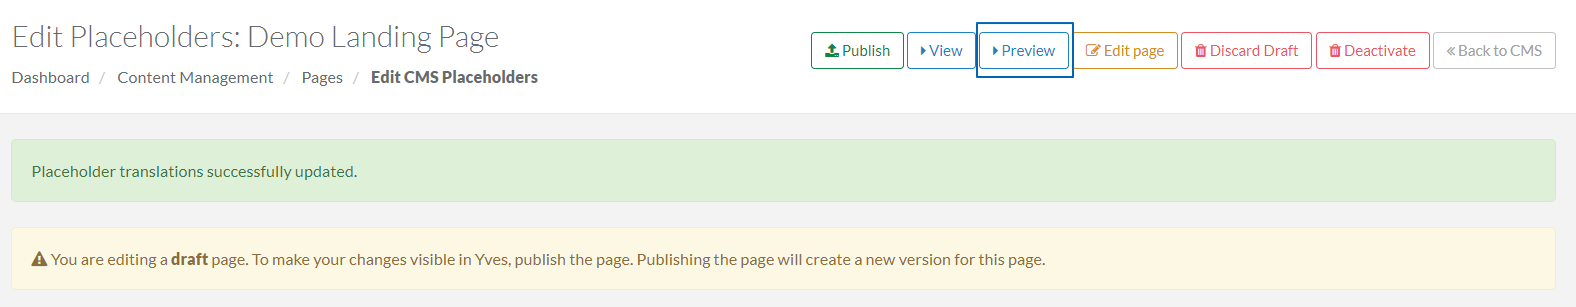 Edit Placeholders: Demo Landing Page
Publish View Preview Edit page Discard Draft Deactivate « Back to CMS
Dashboard / Content Management / Pages / Edit CMS Placeholders
Placeholder translations successfully updated.
You are editing a draft page. To make your changes visible in Yves, publish the page. Publishing the page will create a new version for this page.